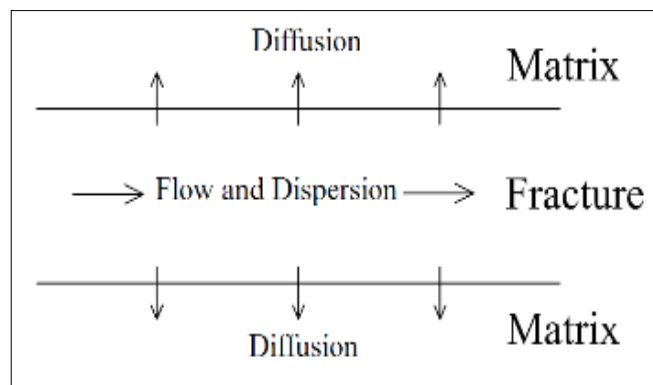 Diffusion
Matrix
Flow and Dispersion
Fracture
Matrix
Diffusion